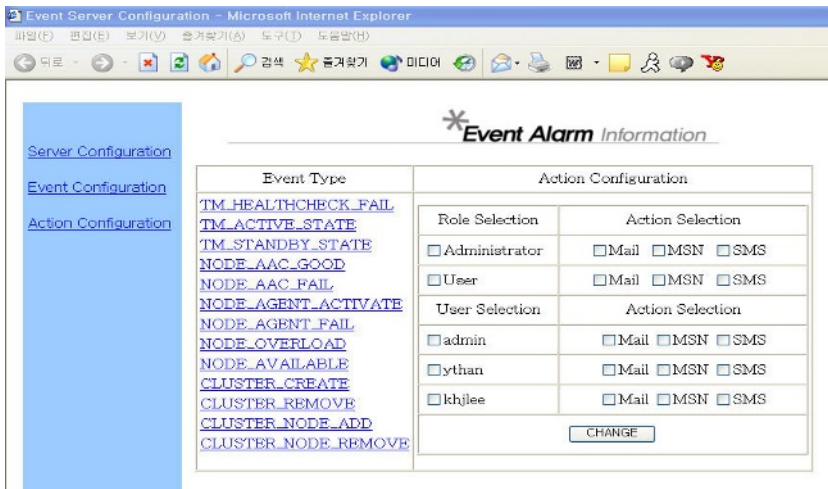 Event Server Configuration - Microsoft Internet Explorer
파일(F) 편집(E) 보기(V) 즐겨찾기(A) 도구(T) 도움말(H)
뒤로 검색 즐겨찾기 미디어
Event Alarm Information
Server Configuration
Event Configuration
Action Configuration
Event Type
TM_HEALTHCHECK_FAIL
TM_ACTIVE_STATE
TM_STANDBY_STATE
NODE_AAC_GOOD
NODE_AAC_FAIL
NODE_AGENT_ACTIVATE
NODE_AGENT_FAIL
NODE_OVERLOAD
NODE_AVAILABLE
CLUSTER_CREATE
CLUSTER_REMOVE
CLUSTER_NODE_ADD
CLUSTER_NODE_REMOVE
Action Configuration
Role Selection Action Selection
Administrator Mail MSN SMS
User Mail MSN SMS
User Selection Action Selection
admin Mail MSN SMS
ythan Mail MSN SMS
khjlee Mail MSN SMS
CHANGE